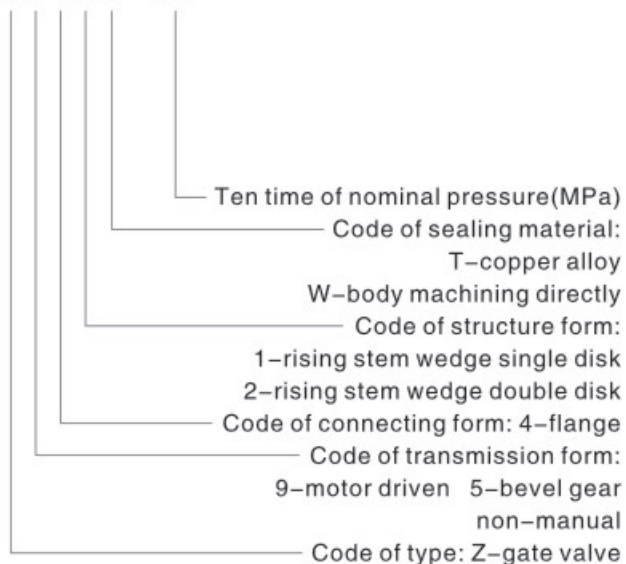 Ten time of nominal pressure(MPa)
Code of sealing material:
T–copper alloy
W–body machining directly
Code of structure form:
1–rising stem wedge single disk
2–rising stem wedge double disk
Code of connecting form: 4–flange
Code of transmission form:
9–motor driven 5–bevel gear
non–manual
Code of type: Z–gate valve